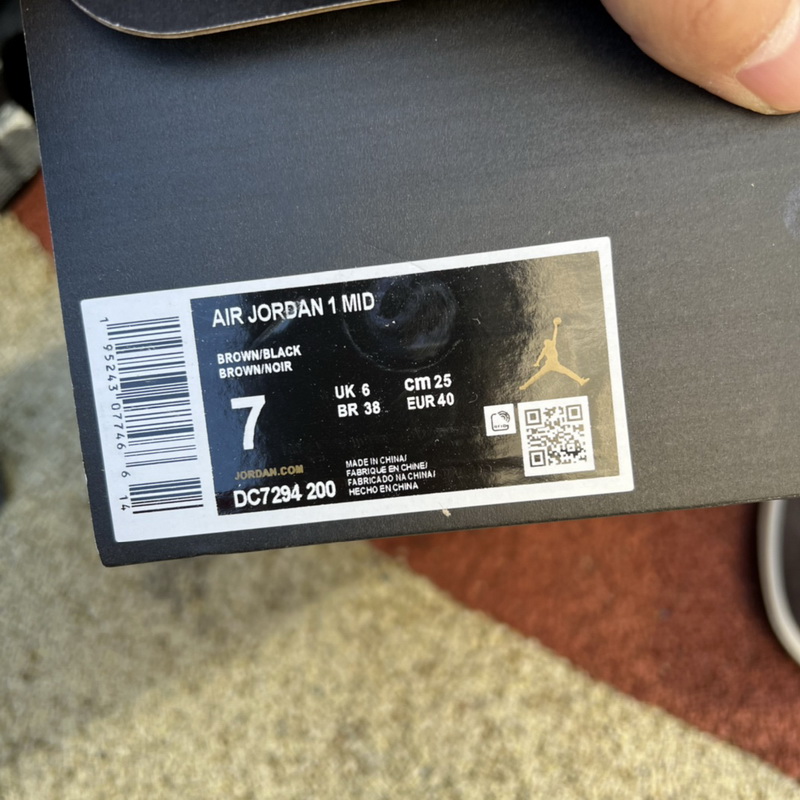 AIR JORDAN 1 MID
BROWN/BLACK
BROWN/NOIR
7
UK 6
BR 38
cm 25
EUR 40
JORDAN.COM
DC7294 200
MADE IN CHINA/
FABRIQUE EN CHINE/
FABRICADO NA CHINA/
HECHO EN CHINA
1 95243 07746 6 14